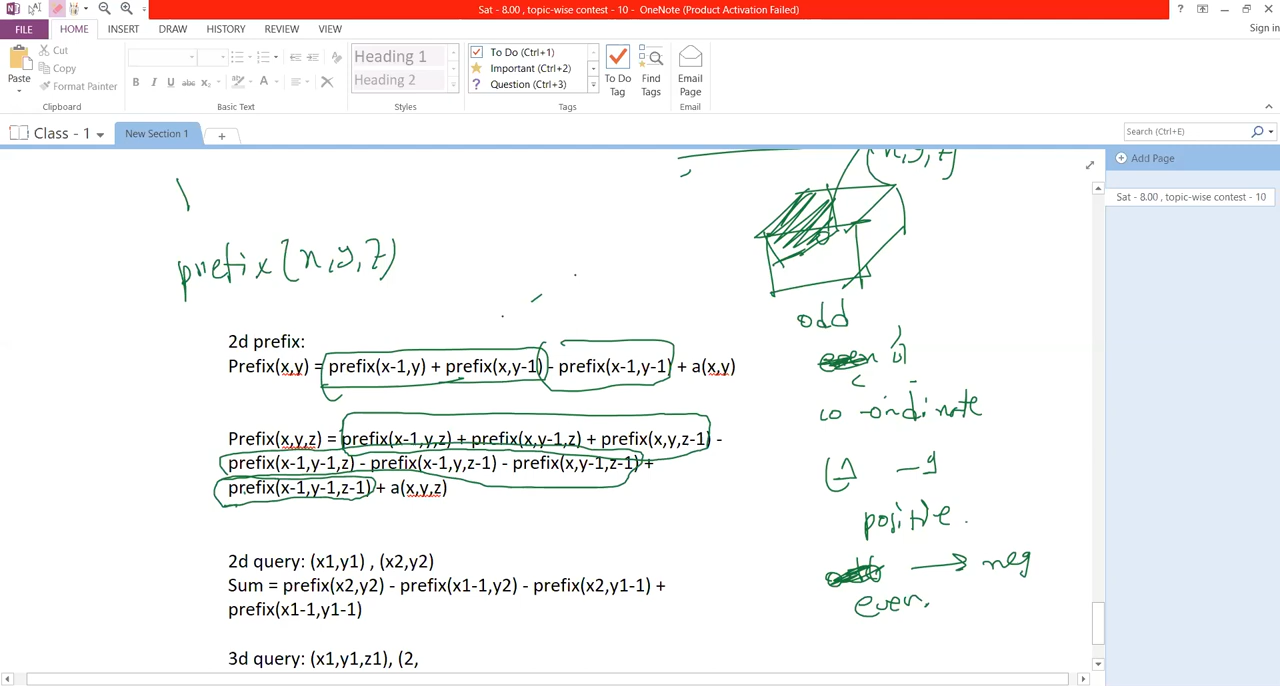 Sat - 8.00 , topic-wise contest - 10 - OneNote (Product Activation Failed)
FILE HOME INSERT DRAW HISTORY REVIEW VIEW Sign in
Paste Cut Copy Format Painter
Clipboard
B I U abc
Basic Text
Heading 1
Heading 2
Styles
To Do (Ctrl+1)
Important (Ctrl+2)
Question (Ctrl+3)
Tags
To Do Tag
Find Tags
Email Page
Email
Class - 1 New Section 1
Search (Ctrl+E)
Add Page
Sat - 8.00 , topic-wise contest - 10
prefix(x,y,z)
2d prefix:
Prefix(x,y) = prefix(x-1,y) + prefix(x,y-1) - prefix(x-1,y-1) + a(x,y)
Prefix(x,y,z) = prefix(x-1,y,z) + prefix(x,y-1,z) + prefix(x,y,z-1) -
prefix(x-1,y-1,z) - prefix(x-1,y,z-1) - prefix(x,y-1,z-1) +
prefix(x-1,y-1,z-1) + a(x,y,z)
2d query: (x1,y1) , (x2,y2)
Sum = prefix(x2,y2) - prefix(x1-1,y2) - prefix(x2,y1-1) +
prefix(x1-1,y1-1)
3d query: (x1,y1,z1), (2,
(x,y,z)
odd
co-ordinate
positive.
→ neg
even.